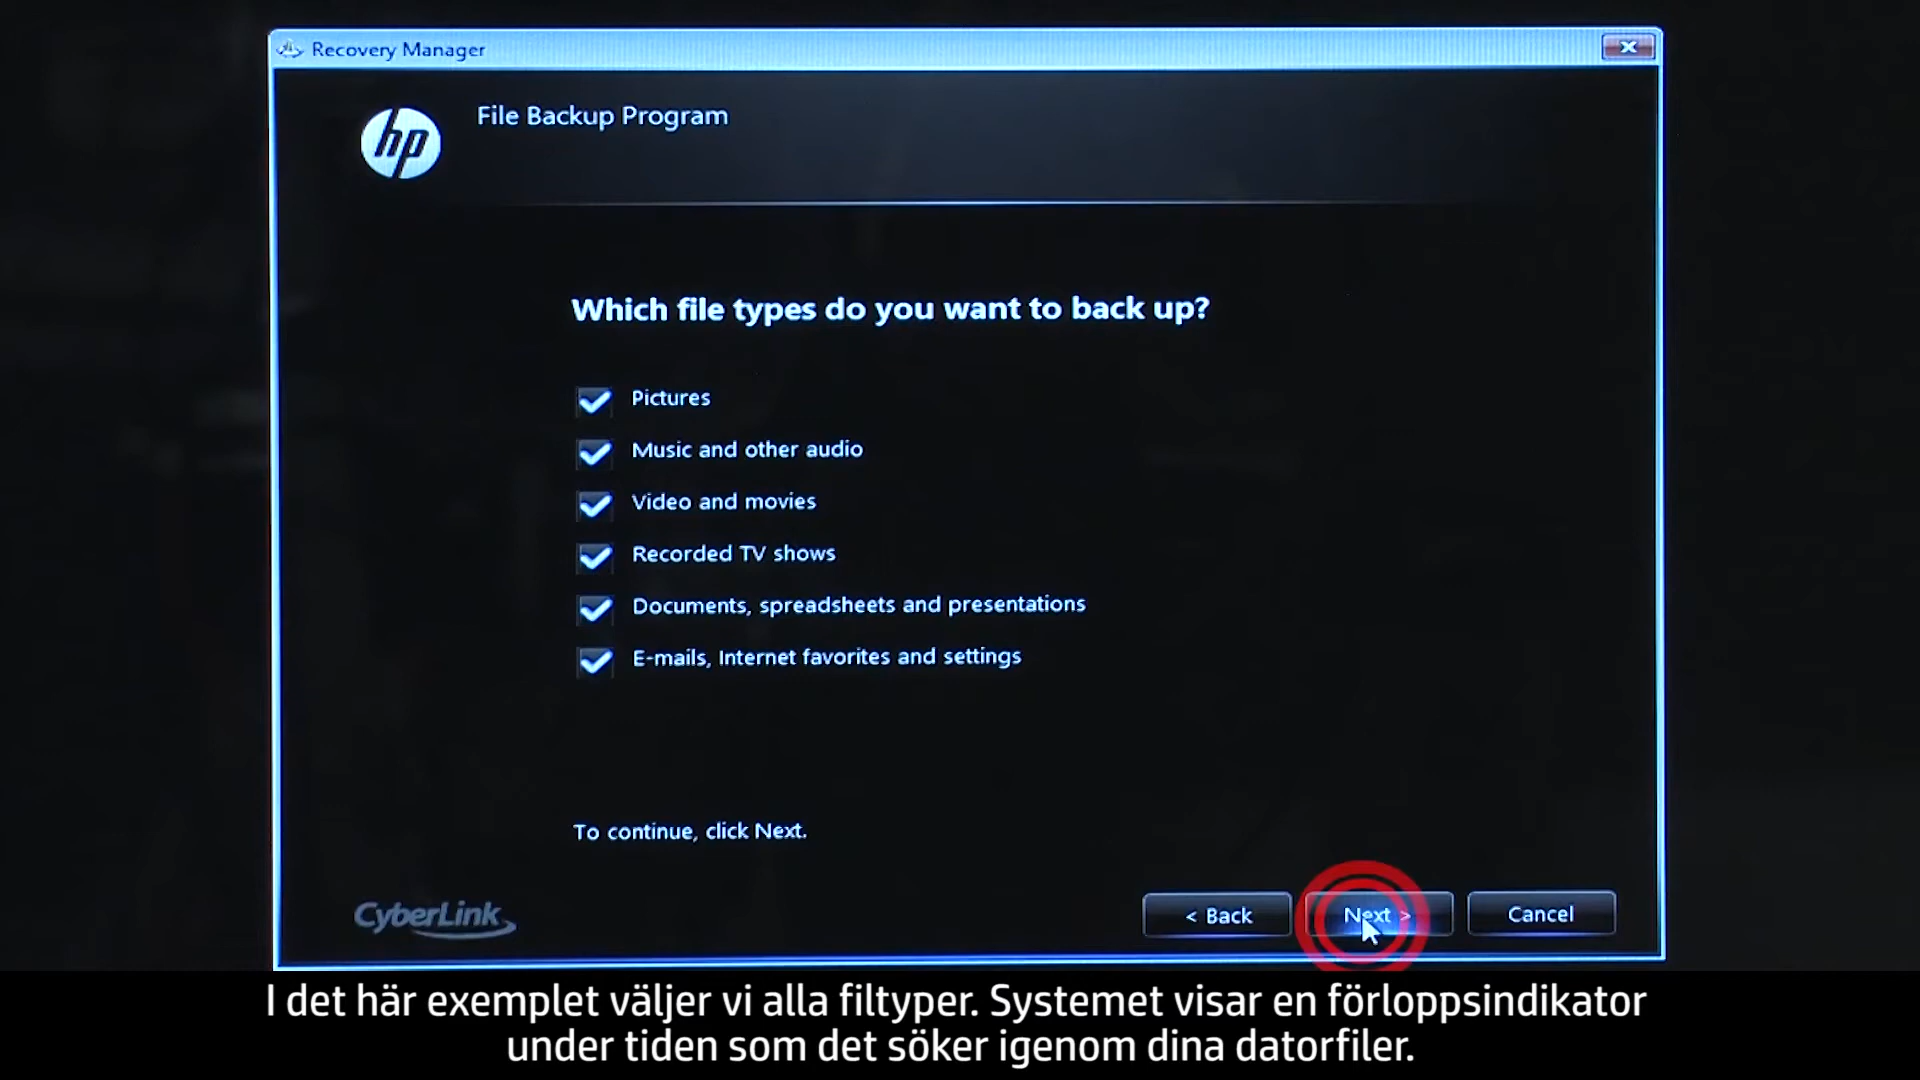 Recovery Manager
hp
File Backup Program
Which file types do you want to back up?
Pictures
Music and other audio
Video and movies
Recorded TV shows
Documents, spreadsheets and presentations
E-mails, Internet favorites and settings
To continue, click Next.
CyberLink
< Back
Next >
Cancel
I det här exemplet väljer vi alla filtyper. Systemet visar en förloppsindikator
under tiden som det söker igenom dina datorfiler.